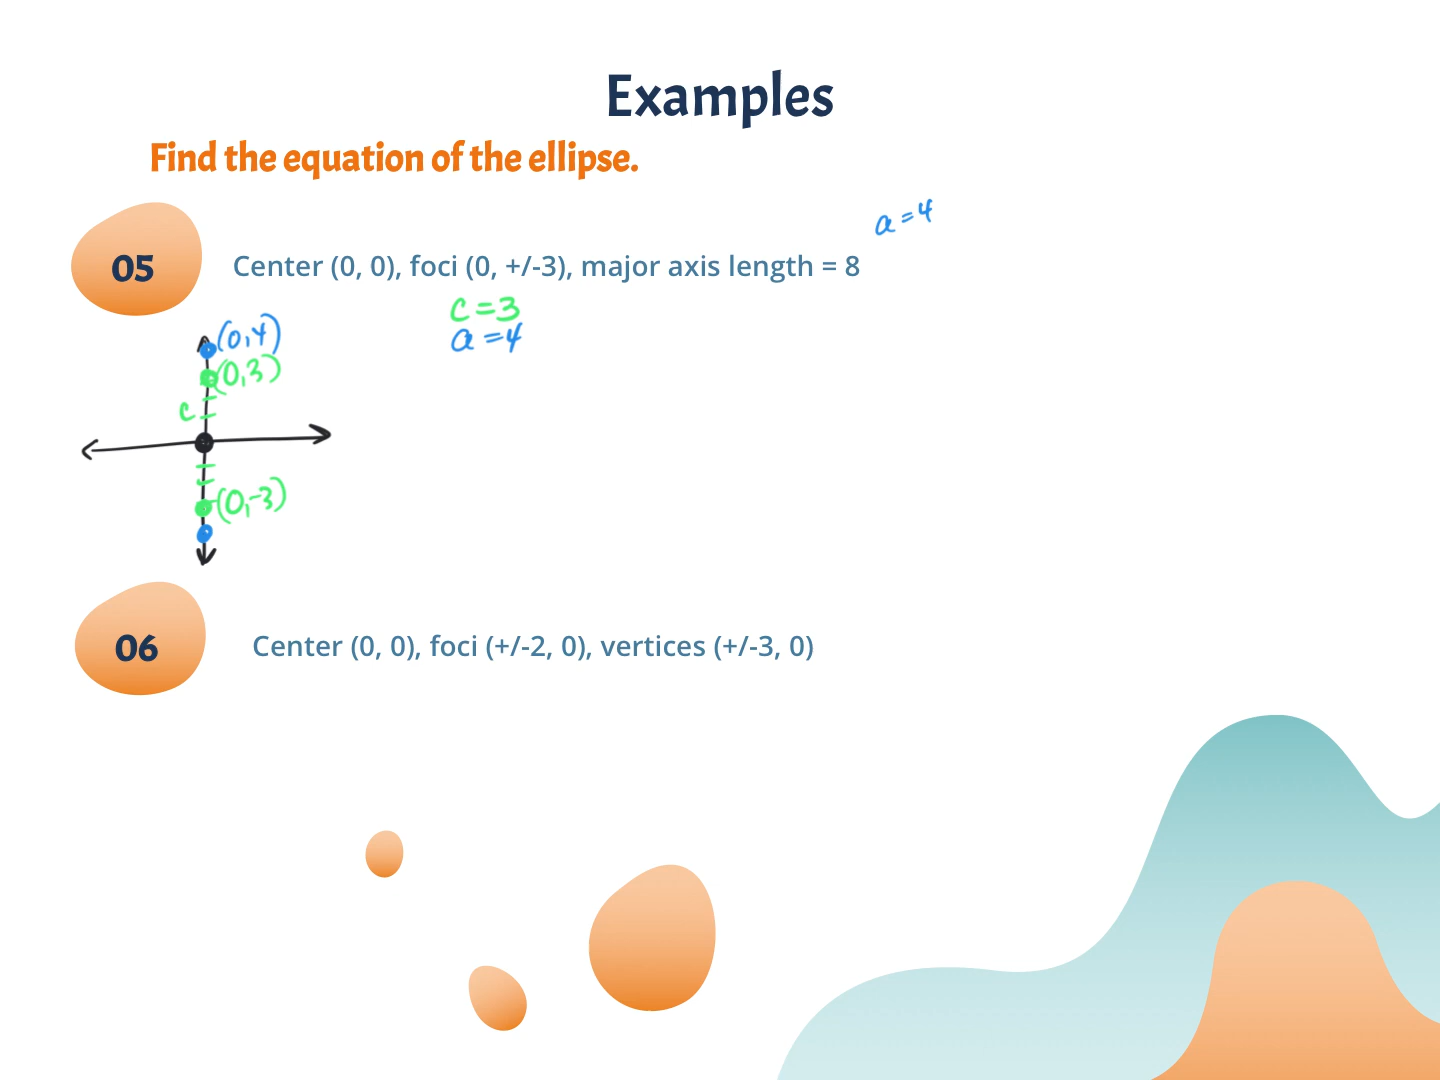 Examples
Find the equation of the ellipse.
a = 4
05
Center (0, 0), foci (0, +/-3), major axis length = 8
c = 3
a = 4
(0,4)
(0,3)
c
(0,-3)
06
Center (0, 0), foci (+/-2, 0), vertices (+/-3, 0)